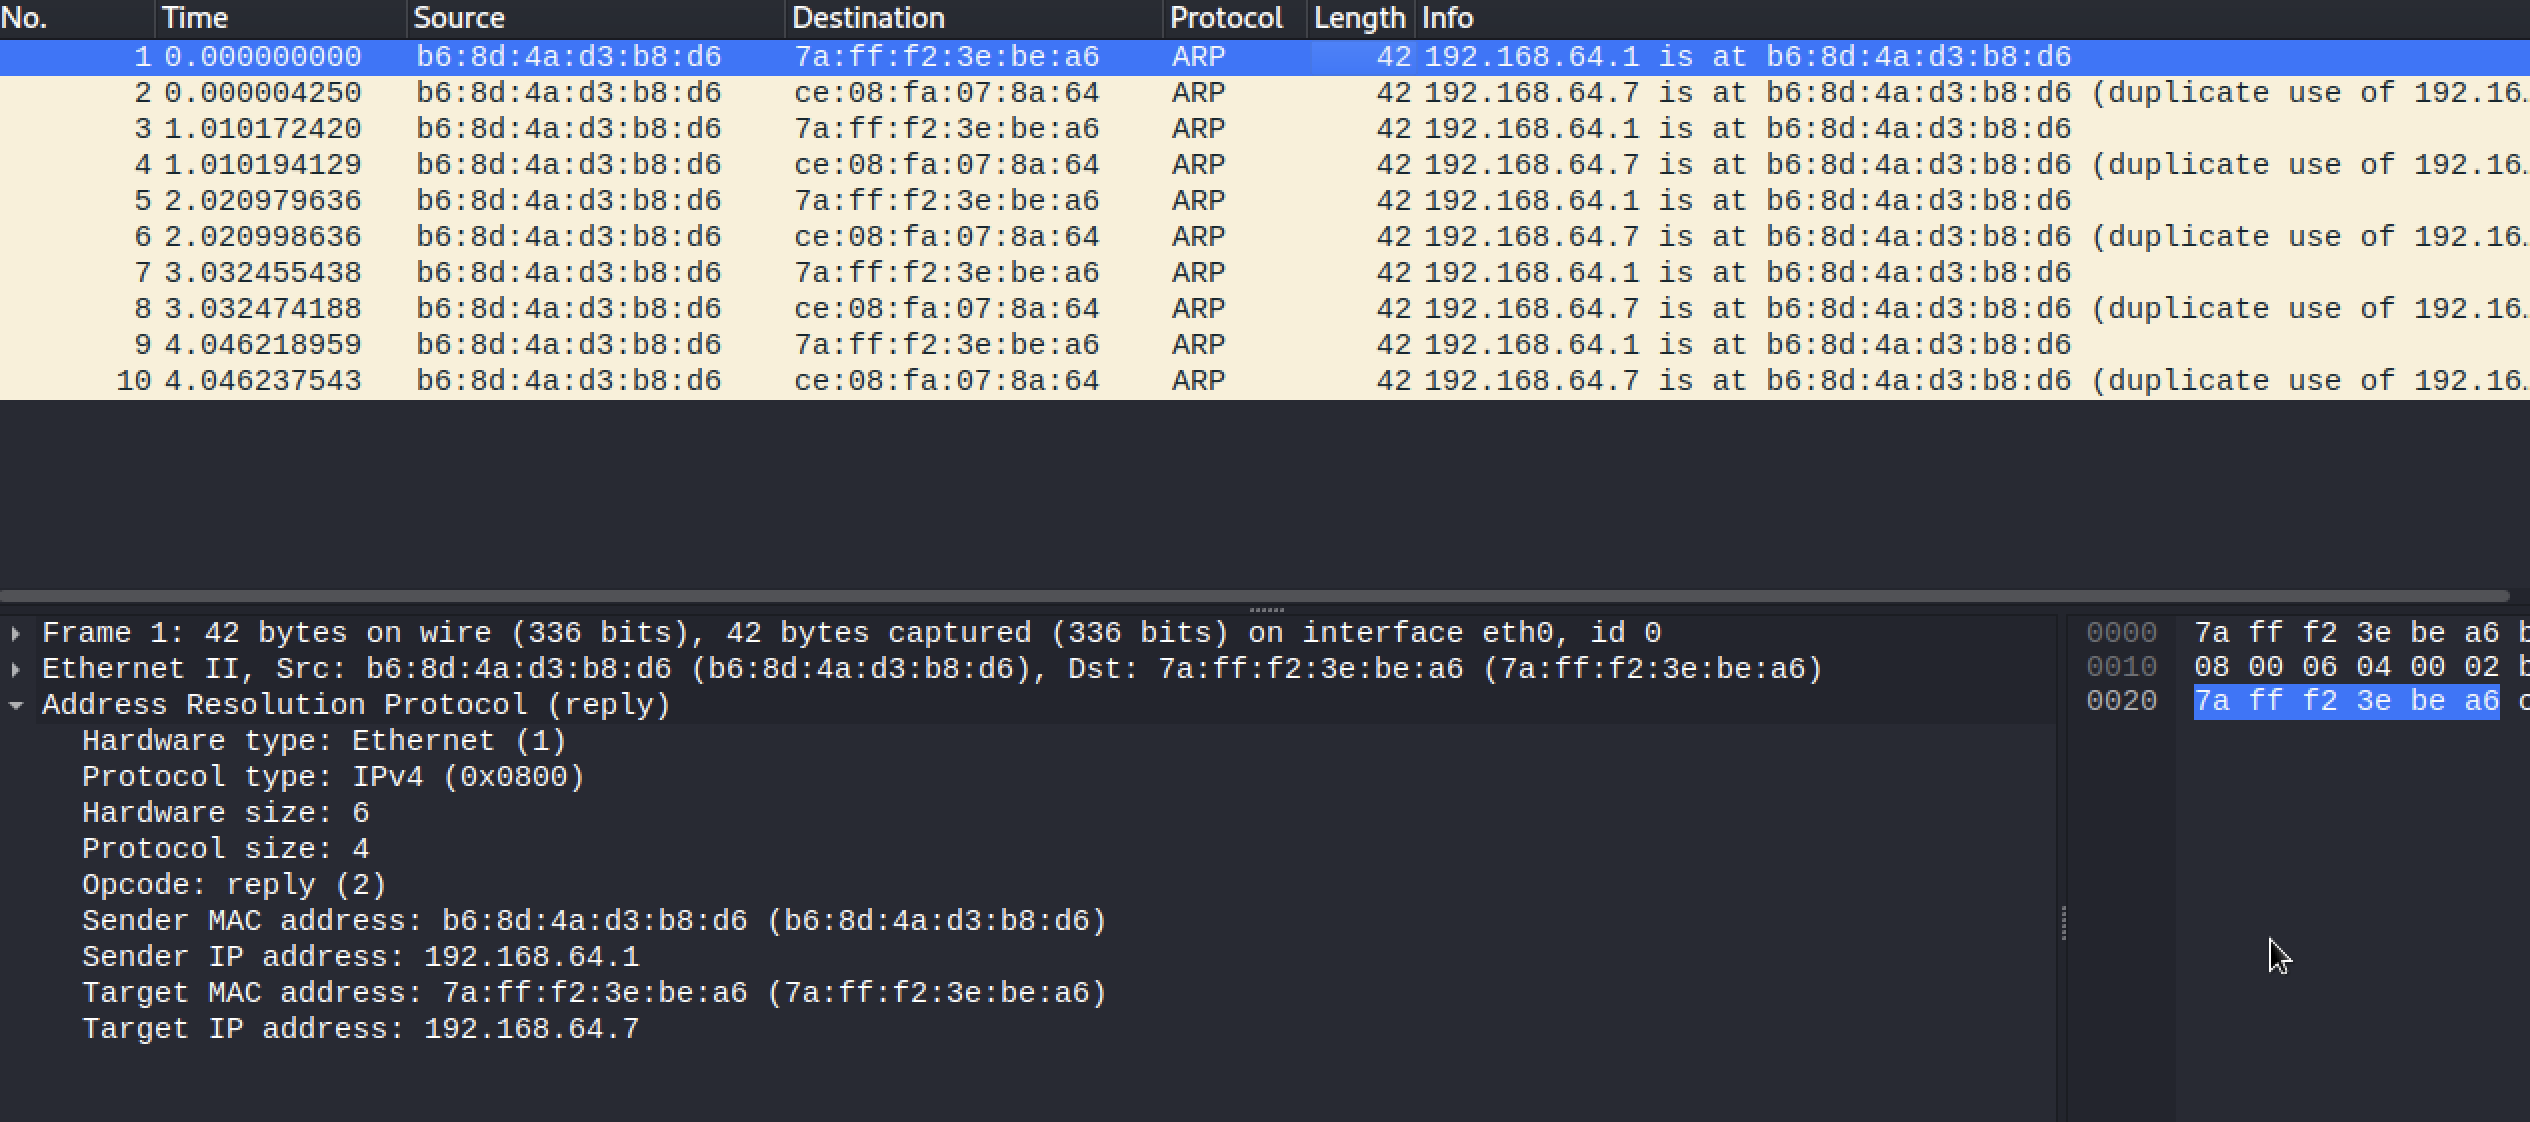 No. Time Source Destination Protocol Length Info
1 0.000000000 b6:8d:4a:d3:b8:d6 7a:ff:f2:3e:be:a6 ARP 42 192.168.64.1 is at b6:8d:4a:d3:b8:d6
2 0.000004250 b6:8d:4a:d3:b8:d6 ce:08:fa:07:8a:64 ARP 42 192.168.64.7 is at b6:8d:4a:d3:b8:d6 (duplicate use of 192.16…
3 1.010172420 b6:8d:4a:d3:b8:d6 7a:ff:f2:3e:be:a6 ARP 42 192.168.64.1 is at b6:8d:4a:d3:b8:d6
4 1.010194129 b6:8d:4a:d3:b8:d6 ce:08:fa:07:8a:64 ARP 42 192.168.64.7 is at b6:8d:4a:d3:b8:d6 (duplicate use of 192.16…
5 2.020979636 b6:8d:4a:d3:b8:d6 7a:ff:f2:3e:be:a6 ARP 42 192.168.64.1 is at b6:8d:4a:d3:b8:d6
6 2.020998636 b6:8d:4a:d3:b8:d6 ce:08:fa:07:8a:64 ARP 42 192.168.64.7 is at b6:8d:4a:d3:b8:d6 (duplicate use of 192.16…
7 3.032455438 b6:8d:4a:d3:b8:d6 7a:ff:f2:3e:be:a6 ARP 42 192.168.64.1 is at b6:8d:4a:d3:b8:d6
8 3.032474188 b6:8d:4a:d3:b8:d6 ce:08:fa:07:8a:64 ARP 42 192.168.64.7 is at b6:8d:4a:d3:b8:d6 (duplicate use of 192.16…
9 4.046218959 b6:8d:4a:d3:b8:d6 7a:ff:f2:3e:be:a6 ARP 42 192.168.64.1 is at b6:8d:4a:d3:b8:d6
10 4.046237543 b6:8d:4a:d3:b8:d6 ce:08:fa:07:8a:64 ARP 42 192.168.64.7 is at b6:8d:4a:d3:b8:d6 (duplicate use of 192.16…
Frame 1: 42 bytes on wire (336 bits), 42 bytes captured (336 bits) on interface eth0, id 0
Ethernet II, Src: b6:8d:4a:d3:b8:d6 (b6:8d:4a:d3:b8:d6), Dst: 7a:ff:f2:3e:be:a6 (7a:ff:f2:3e:be:a6)
Address Resolution Protocol (reply)
Hardware type: Ethernet (1)
Protocol type: IPv4 (0x0800)
Hardware size: 6
Protocol size: 4
Opcode: reply (2)
Sender MAC address: b6:8d:4a:d3:b8:d6 (b6:8d:4a:d3:b8:d6)
Sender IP address: 192.168.64.1
Target MAC address: 7a:ff:f2:3e:be:a6 (7a:ff:f2:3e:be:a6)
Target IP address: 192.168.64.7
0000 7a ff f2 3e be a6
0010 08 00 06 04 00 02
0020 7a ff f2 3e be a6